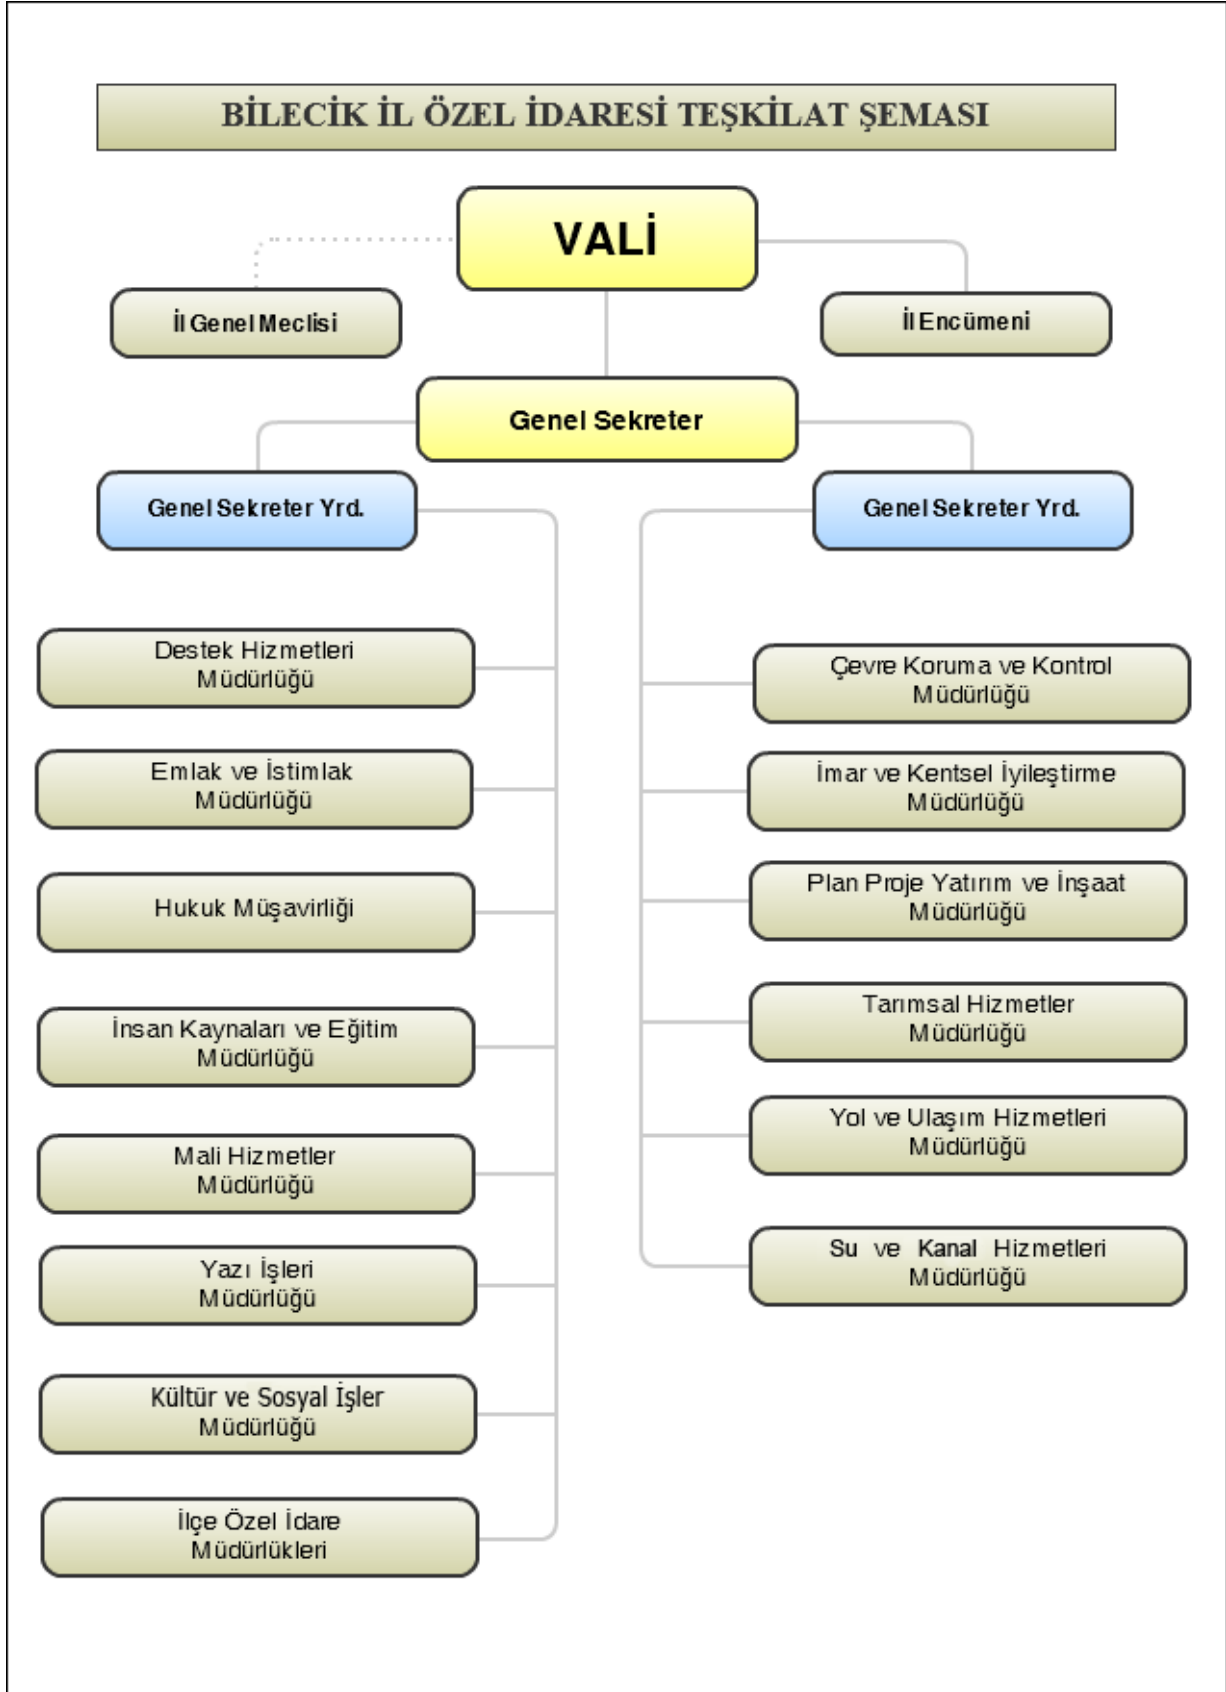 BİLECİK İL ÖZEL İDARESİ TEŞKİLAT ŞEMASI
VALİ
İl Genel Meclisi
İl Encümeni
Genel Sekreter
Genel Sekreter Yrd.
Genel Sekreter Yrd.
Destek Hizmetleri
Müdürlüğü
Emlak ve İstimlak
Müdürlüğü
Hukuk Müşavirliği
İnsan Kaynaları ve Eğitim
Müdürlüğü
Mali Hizmetler
Müdürlüğü
Yazı İşleri
Müdürlüğü
Kültür ve Sosyal İşler
Müdürlüğü
İlçe Özel İdare
Müdürlükleri
Çevre Koruma ve Kontrol
Müdürlüğü
İmar ve Kentsel İyileştirme
Müdürlüğü
Plan Proje Yatırım ve İnşaat
Müdürlüğü
Tarımsal Hizmetler
Müdürlüğü
Yol ve Ulaşım Hizmetleri
Müdürlüğü
Su ve Kanal Hizmetleri
Müdürlüğü